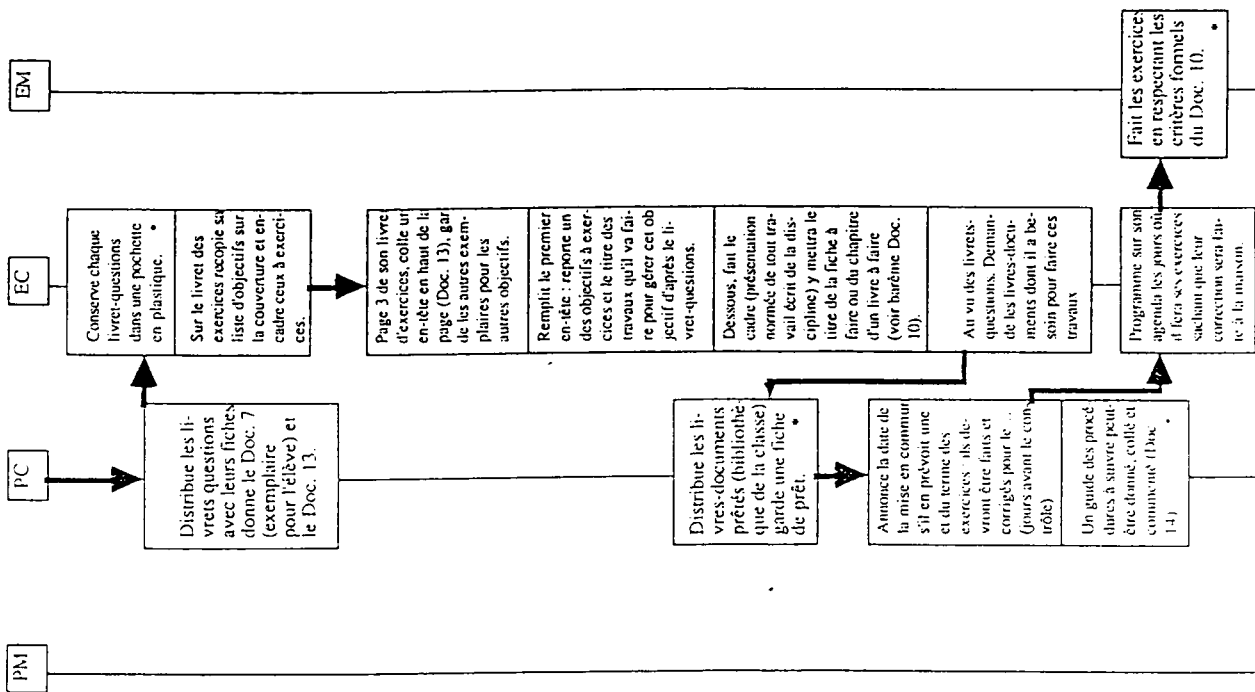 PM
PC
EC
EM
Distribue les li-
vrets questions
avec leurs fiches
donne le Doc. 7
(exemplaire
pour l'élève) et
le Doc. 13.
Conserve chaque
livret-questions
dans une pochette
en plastique. •
Sur le livret des
exercices recopie sa
liste d'objectifs sur
la couverture et en-
cadre ceux à exerci-
ces.
Page 3 de son livret
d'exercices, colle un
en-tête en haut de la
page (Doc. 13), gar
de les autres exem-
plaires pour les
autres objectifs.
Remplit le premier
en-tête : reporte un
des objectifs à exer-
cices et le titre des
travaux qu'il va fai-
re pour gérer cet ob
jectif d'après le li-
vret-questions.
Dessous, fait le
cadre (présentation
normée de tout tra-
vail écrit de la dis-
cipline) y mettra le
titre de la fiche à
faire ou du chapitre
d'un livre à faire
(voir barème Doc.
10).
Au vu des livrets-
questions. Deman-
de les livres-docu-
ments dont il a be-
soin pour faire ces
travaux
Distribue les li-
vres-documents
prêtés (bibliothè-
que de la classe)
garde une fiche
de prêt. *
Annonce la date de
la mise en commun
s'il en prévoit une
et du terme des
exercices : ils de-
vront être faits et
corrigés pour le ...
(jours avant le con-
trôle)
Un guide des procé
dures à suivre peut-
être donné, collé et
commenté (Doc
14) *
Programme sur son
agenda les jours où
il fera ses exercices
sachant que leur
correction sera fai-
te à la maison.
Fait les exercices
en respectant les
critères formels
du Doc. 10. *